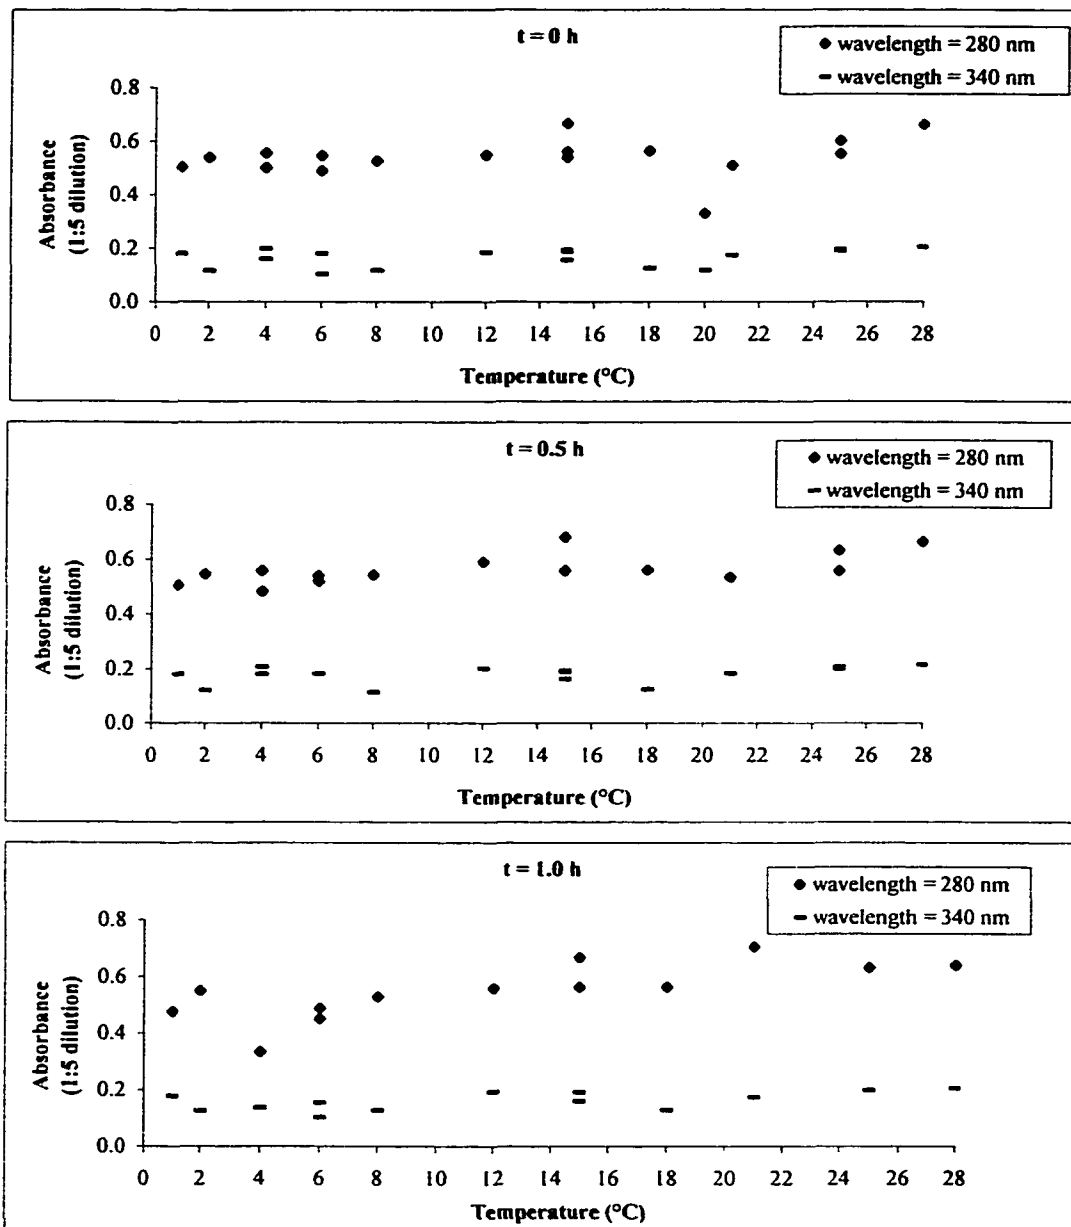 t = 0 h
wavelength = 280 nm
wavelength = 340 nm
Absorbance
(1:5 dilution)
0.8
0.6
0.4
0.2
0.0
0 2 4 6 8 10 12 14 16 18 20 22 24 26 28
Temperature (°C)
t = 0.5 h
wavelength = 280 nm
wavelength = 340 nm
Absorbance
(1:5 dilution)
0.8
0.6
0.4
0.2
0.0
0 2 4 6 8 10 12 14 16 18 20 22 24 26 28
Temperature (°C)
t = 1.0 h
wavelength = 280 nm
wavelength = 340 nm
Absorbance
(1:5 dilution)
0.8
0.6
0.4
0.2
0.0
0 2 4 6 8 10 12 14 16 18 20 22 24 26 28
Temperature (°C)